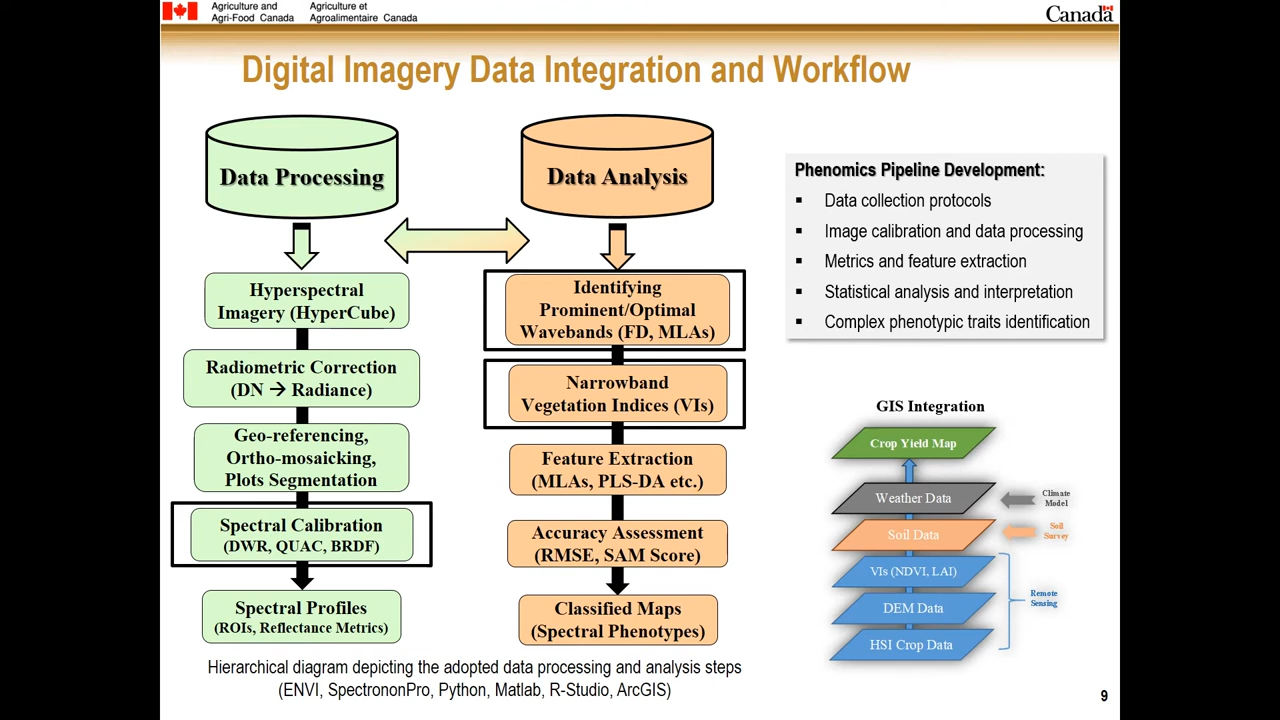 Agriculture and
Agri-Food Canada
Agriculture et
Agroalimentaire Canada
Canada
Digital Imagery Data Integration and Workflow
Data Processing
Hyperspectral
Imagery (HyperCube)
Radiometric Correction
(DN → Radiance)
Geo-referencing,
Ortho-mosaicking,
Plots Segmentation
Spectral Calibration
(DWR, QUAC, BRDF)
Spectral Profiles
(ROIs, Reflectance Metrics)
Data Analysis
Identifying
Prominent/Optimal
Wavebands (FD, MLAs)
Narrowband
Vegetation Indices (VIs)
Feature Extraction
(MLAs, PLS-DA etc.)
Accuracy Assessment
(RMSE, SAM Score)
Classified Maps
(Spectral Phenotypes)
Hierarchical diagram depicting the adopted data processing and analysis steps
(ENVI, SpectrononPro, Python, Matlab, R-Studio, ArcGIS)
Phenomics Pipeline Development:
▪ Data collection protocols
▪ Image calibration and data processing
▪ Metrics and feature extraction
▪ Statistical analysis and interpretation
▪ Complex phenotypic traits identification
GIS Integration
Crop Yield Map
Weather Data
Climate
Model
Soil Data
Soil
Survey
VIs (NDVI, LAI)
DEM Data
HSI Crop Data
Remote
Sensing
9